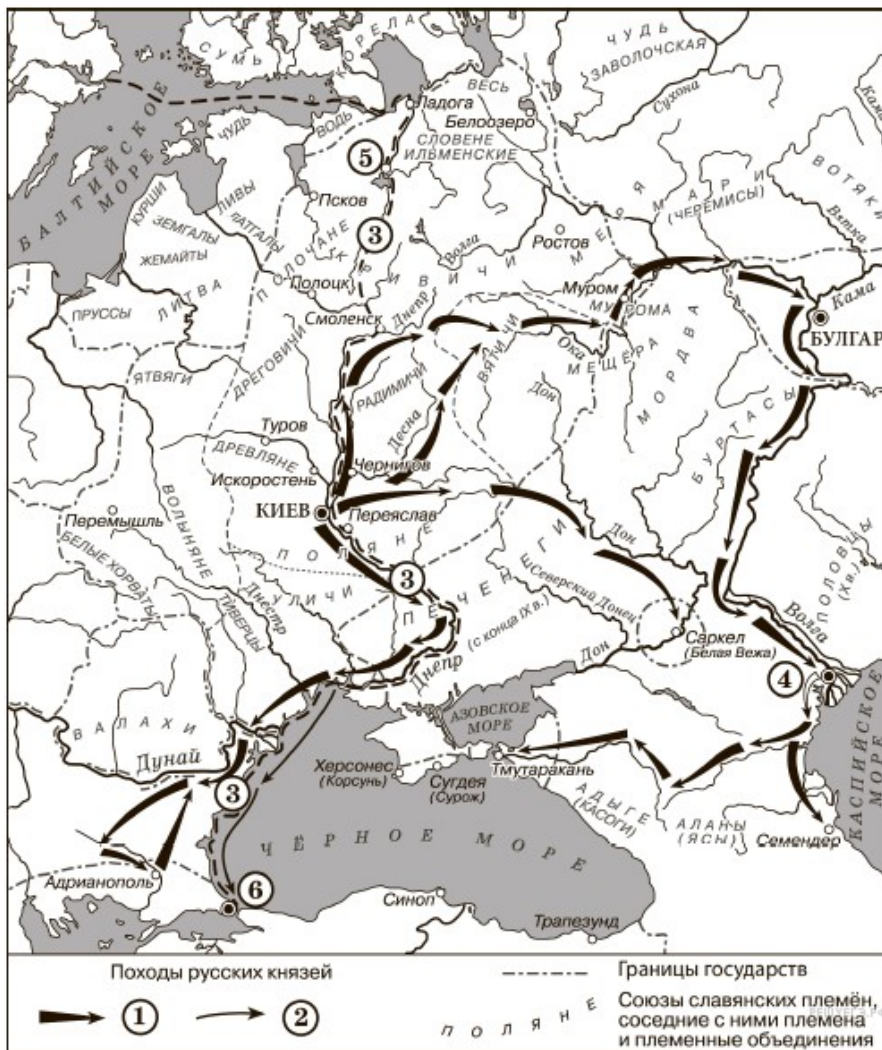 СУМЬ
КОРЕЛА
ЧУДЬ
ЗАВОЛОЧСКАЯ
Сухона
Кама
ВЕСЬ
Ладога
Белоозеро
ВОДЬ
ЧУДЬ
СЛОВЕНЕ
ИЛЬМЕНСКИЕ
5
БАЛТИЙСКОЕ
МОРЕ
Псков
3
КУРШИ
ЛИВЫ
ЗЕМГАЛЫ
ЛАТГАЛЫ
ЖЕМАЙТЫ
ЛИТВА
ПРУССЫ
ЯТВЯГИ
ПОЛОЧАНЕ
КРИВИЧИ
Волга
Ростов
МЕРЯ
МАРИ
(ЧЕРЕМИСЫ)
ВОТЯКИ
Вятка
Полоцк
Смоленск
Днепр
Муром
МУРОМА
Кама
БУЛГАР
Ока
МЕЩЕРА
МОРДВА
ВЯТИЧИ
ДРЕГОВИЧИ
РАДИМИЧИ
Десна
Дон
БУРТАСЫ
Туров
ДРЕВЛЯНЕ
Чернигов
Искоростень
КИЕВ
Переяслав
ПОЛЯНЕ
Перемышль
ВОЛЫНЯНЕ
БЕЛЫЕ ХОРВАТЫ
Днестр
УЛИЧИ
ТИВЕРЦЫ
3
ПЕЧЕНЕГИ
(с конца IX в.)
Дон
Северский Донец
ПОЛОВЦЫ
(X в.)
Волга
Саркел
(Белая Вежа)
4
Днепр
Дон
АЗОВСКОЕ
МОРЕ
ВАЛАХИ
Дунай
3
Херсонес
(Корсунь)
Сугдея
(Сурож)
Тмутаракань
АДЫГЕ
(КАСОГИ)
АЛАНЫ
(ЯСЫ)
Семендер
КАСПИЙСКОЕ
МОРЕ
ЧЁРНОЕ МОРЕ
Адрианополь
6
Синоп
Трапезунд
Походы русских князей
1
2
Границы государств
ПОЛЯНЕ
Союзы славянских племён,
соседние с ними племена
и племенные объединения